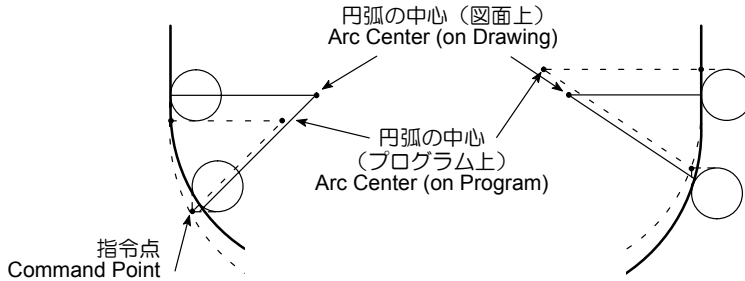 円弧の中心（図面上）
Arc Center (on Drawing)
円弧の中心
（プログラム上）
Arc Center (on Program)
指令点
Command Point